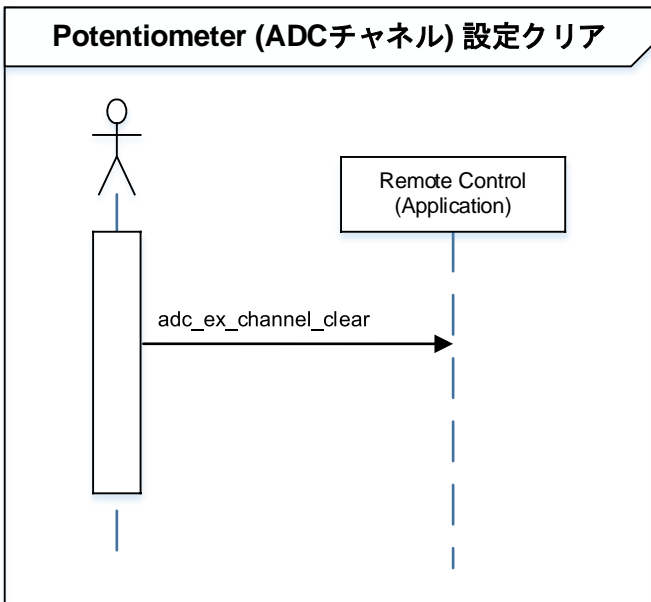 Potentiometer (ADCチャネル) 設定クリア
Remote Control
(Application)
adc_ex_channel_clear